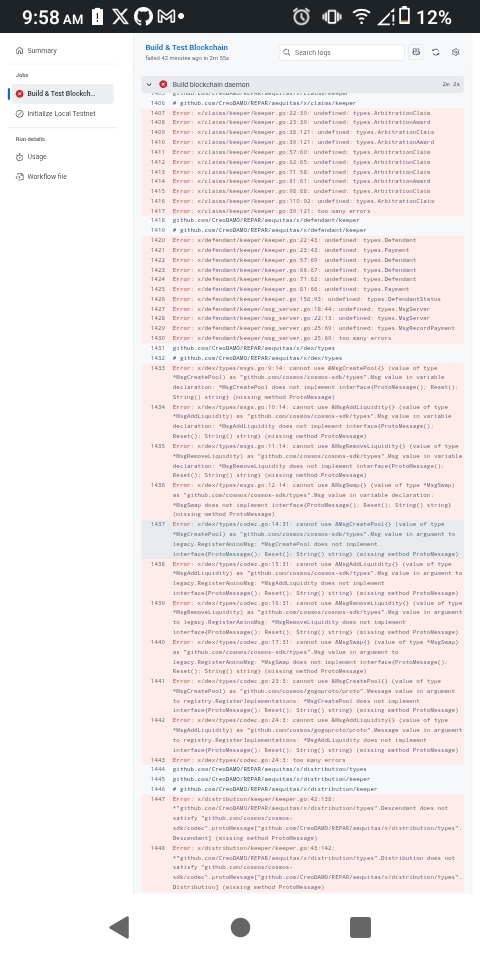 9:58 AM
12%
Summary
Jobs
Build & Test Blockch...
Initialize Local Testnet
Run details
Usage
Workflow file
Build & Test Blockchain
failed 42 minutes ago in 2m 55s
Search logs
Build blockchain daemon
2m 2s
1406 # github.com/CreoDAMO/REPAR/aequitas/x/claims/keeper
1407 Error: x/claims/keeper/keeper.go:22:39: undefined: types.ArbitrationClaim
1408 Error: x/claims/keeper/keeper.go:23:39: undefined: types.ArbitrationAward
1409 Error: x/claims/keeper/keeper.go:38:121: undefined: types.ArbitrationClaim
1410 Error: x/claims/keeper/keeper.go:39:121: undefined: types.ArbitrationAward
1411 Error: x/claims/keeper/keeper.go:57:60: undefined: types.ArbitrationClaim
1412 Error: x/claims/keeper/keeper.go:62:65: undefined: types.ArbitrationClaim
1413 Error: x/claims/keeper/keeper.go:71:58: undefined: types.ArbitrationClaim
1414 Error: x/claims/keeper/keeper.go:81:61: undefined: types.ArbitrationAward
1415 Error: x/claims/keeper/keeper.go:98:88: undefined: types.ArbitrationClaim
1416 Error: x/claims/keeper/keeper.go:110:92: undefined: types.ArbitrationClaim
1417 Error: x/claims/keeper/keeper.go:39:121: too many errors
1418 github.com/CreoDAMO/REPAR/aequitas/x/defendant/keeper
1419 # github.com/CreoDAMO/REPAR/aequitas/x/defendant/keeper
1420 Error: x/defendant/keeper/keeper.go:22:43: undefined: types.Defendant
1421 Error: x/defendant/keeper/keeper.go:23:43: undefined: types.Payment
1422 Error: x/defendant/keeper/keeper.go:57:69: undefined: types.Defendant
1423 Error: x/defendant/keeper/keeper.go:66:67: undefined: types.Defendant
1424 Error: x/defendant/keeper/keeper.go:71:62: undefined: types.Defendant
1425 Error: x/defendant/keeper/keeper.go:81:66: undefined: types.Payment
1426 Error: x/defendant/keeper/keeper.go:156:93: undefined: types.DefendantStatus
1427 Error: x/defendant/keeper/msg_server.go:18:44: undefined: types.MsgServer
1428 Error: x/defendant/keeper/msg_server.go:22:13: undefined: types.MsgServer
1429 Error: x/defendant/keeper/msg_server.go:25:69: undefined: types.MsgRecordPayment
1430 Error: x/defendant/keeper/msg_server.go:25:69: too many errors
1431 github.com/CreoDAMO/REPAR/aequitas/x/dex/types
1432 # github.com/CreoDAMO/REPAR/aequitas/x/dex/types
1433 Error: x/dex/types/msgs.go:9:14: cannot use &MsgCreatePool{} (value of type
*MsgCreatePool) as "github.com/cosmos/cosmos-sdk/types".Msg value in variable
declaration: *MsgCreatePool does not implement interface{ProtoMessage(); Reset();
String() string} (missing method ProtoMessage)
1434 Error: x/dex/types/msgs.go:10:14: cannot use &MsgAddLiquidity{} (value of type
*MsgAddLiquidity) as "github.com/cosmos/cosmos-sdk/types".Msg value in variable
declaration: *MsgAddLiquidity does not implement interface{ProtoMessage();
Reset(); String() string} (missing method ProtoMessage)
1435 Error: x/dex/types/msgs.go:11:14: cannot use &MsgRemoveLiquidity{} (value of type
*MsgRemoveLiquidity) as "github.com/cosmos/cosmos-sdk/types".Msg value in variable
declaration: *MsgRemoveLiquidity does not implement interface{ProtoMessage();
Reset(); String() string} (missing method ProtoMessage)
1436 Error: x/dex/types/msgs.go:12:14: cannot use &MsgSwap{} (value of type *MsgSwap)
as "github.com/cosmos/cosmos-sdk/types".Msg value in variable declaration:
*MsgSwap does not implement interface{ProtoMessage(); Reset(); String() string}
(missing method ProtoMessage)
1437 Error: x/dex/types/codec.go:14:31: cannot use &MsgCreatePool{} (value of type
*MsgCreatePool) as "github.com/cosmos/cosmos-sdk/types".Msg value in argument to
legacy.RegisterAminoMsg: *MsgCreatePool does not implement
interface{ProtoMessage(); Reset(); String() string} (missing method ProtoMessage)
1438 Error: x/dex/types/codec.go:15:31: cannot use &MsgAddLiquidity{} (value of type
*MsgAddLiquidity) as "github.com/cosmos/cosmos-sdk/types".Msg value in argument to
legacy.RegisterAminoMsg: *MsgAddLiquidity does not implement
interface{ProtoMessage(); Reset(); String() string} (missing method ProtoMessage)
1439 Error: x/dex/types/codec.go:16:31: cannot use &MsgRemoveLiquidity{} (value of type
*MsgRemoveLiquidity) as "github.com/cosmos/cosmos-sdk/types".Msg value in argument
to legacy.RegisterAminoMsg: *MsgRemoveLiquidity does not implement
interface{ProtoMessage(); Reset(); String() string} (missing method ProtoMessage)
1440 Error: x/dex/types/codec.go:17:31: cannot use &MsgSwap{} (value of type *MsgSwap)
as "github.com/cosmos/cosmos-sdk/types".Msg value in argument to
legacy.RegisterAminoMsg: *MsgSwap does not implement interface{ProtoMessage();
Reset(); String() string} (missing method ProtoMessage)
1441 Error: x/dex/types/codec.go:23:3: cannot use &MsgCreatePool{} (value of type
*MsgCreatePool) as "github.com/cosmos/gogoproto/proto".Message value in argument
to registry.RegisterImplementations: *MsgCreatePool does not implement
interface{ProtoMessage(); Reset(); String() string} (missing method ProtoMessage)
1442 Error: x/dex/types/codec.go:24:3: cannot use &MsgAddLiquidity{} (value of type
*MsgAddLiquidity) as "github.com/cosmos/gogoproto/proto".Message value in argument
to registry.RegisterImplementations: *MsgAddLiquidity does not implement
interface{ProtoMessage(); Reset(); String() string} (missing method ProtoMessage)
1443 Error: x/dex/types/codec.go:24:3: too many errors
1444 github.com/CreoDAMO/REPAR/aequitas/x/distribution/types
1445 github.com/CreoDAMO/REPAR/aequitas/x/distribution/keeper
1446 # github.com/CreoDAMO/REPAR/aequitas/x/distribution/keeper
1447 Error: x/distribution/keeper/keeper.go:42:138:
*"github.com/CreoDAMO/REPAR/aequitas/x/distribution/types".Descendant does not
satisfy "github.com/cosmos/cosmos-
sdk/codec".protoMessage["github.com/CreoDAMO/REPAR/aequitas/x/distribution/types".
Descendant] (missing method ProtoMessage)
1448 Error: x/distribution/keeper/keeper.go:43:142:
*"github.com/CreoDAMO/REPAR/aequitas/x/distribution/types".Distribution does not
satisfy "github.com/cosmos/cosmos-
sdk/codec".protoMessage["github.com/CreoDAMO/REPAR/aequitas/x/distribution/types".
Distribution] (missing method ProtoMessage)